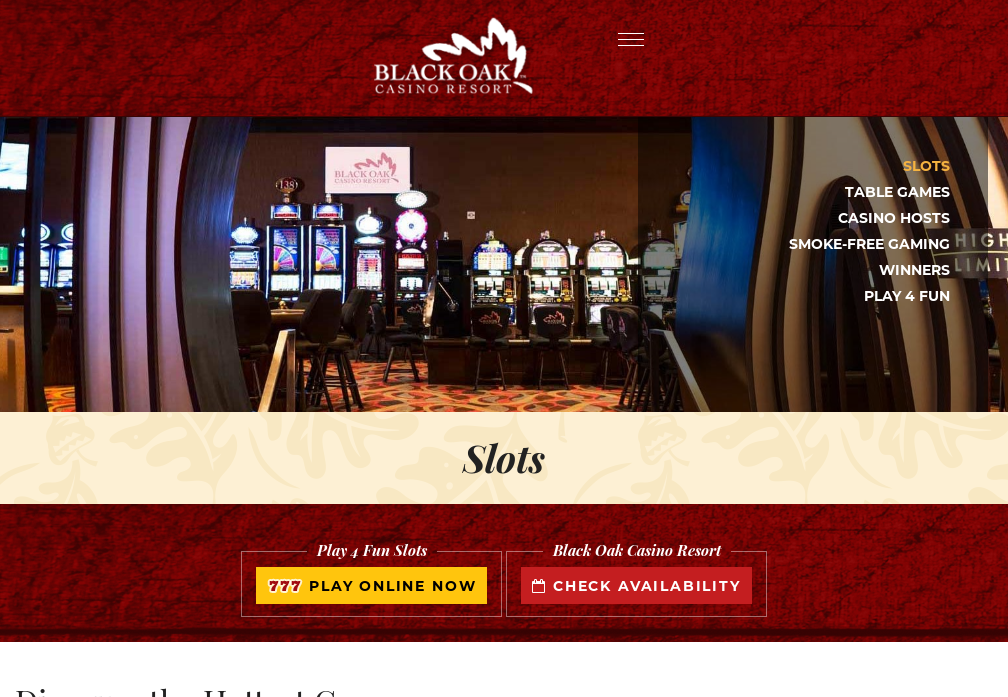 BLACK OAK
CASINO RESORT
BLACK OAK
CASINO RESORT
SLOTS
TABLE GAMES
CASINO HOSTS
SMOKE-FREE GAMING
WINNERS
PLAY 4 FUN
HIGH
LIMIT
Slots
Play 4 Fun Slots
777 PLAY ONLINE NOW
Black Oak Casino Resort
CHECK AVAILABILITY